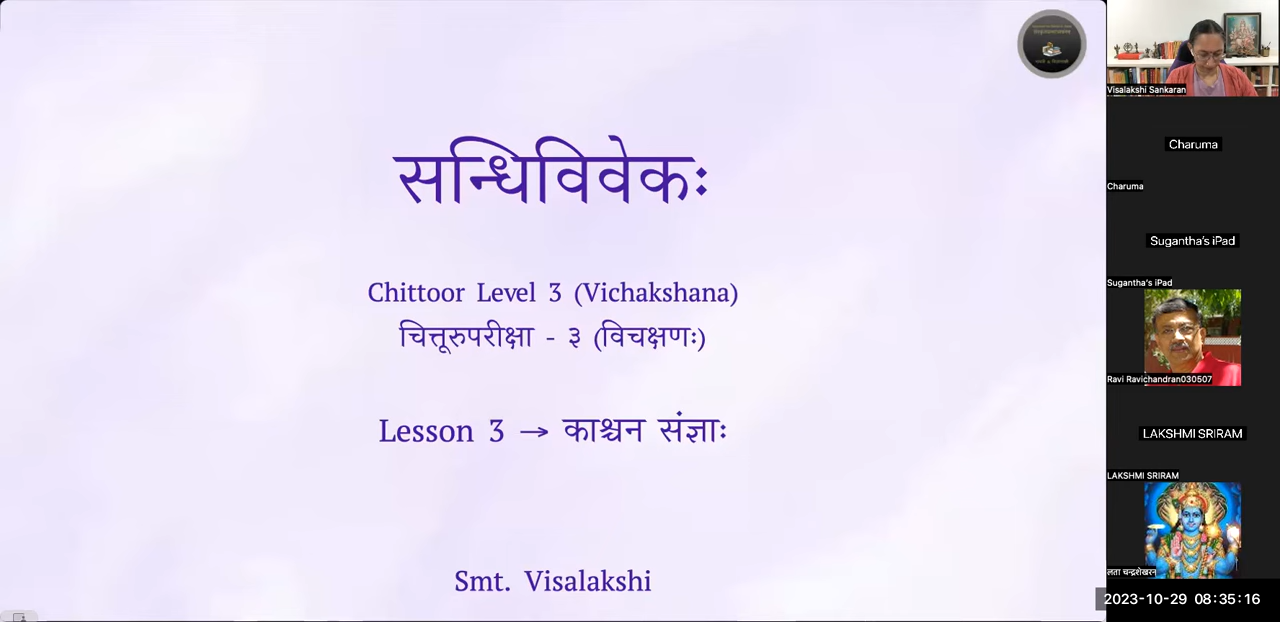 सन्धिविवेकः
Chittoor Level 3 (Vichakshana)
चित्तूरुपरीक्षा - ३ (विचक्षणः)
Lesson 3 → काश्चन संज्ञाः
Smt. Visalakshi
Visalakshi Sankaran
Charuma
Charuma
Sugantha's iPad
Sugantha's iPad
Ravi Ravichandran030507
LAKSHMI SRIRAM
LAKSHMI SRIRAM
लता चन्द्रशेखरन
2023-10-29 08:35:16